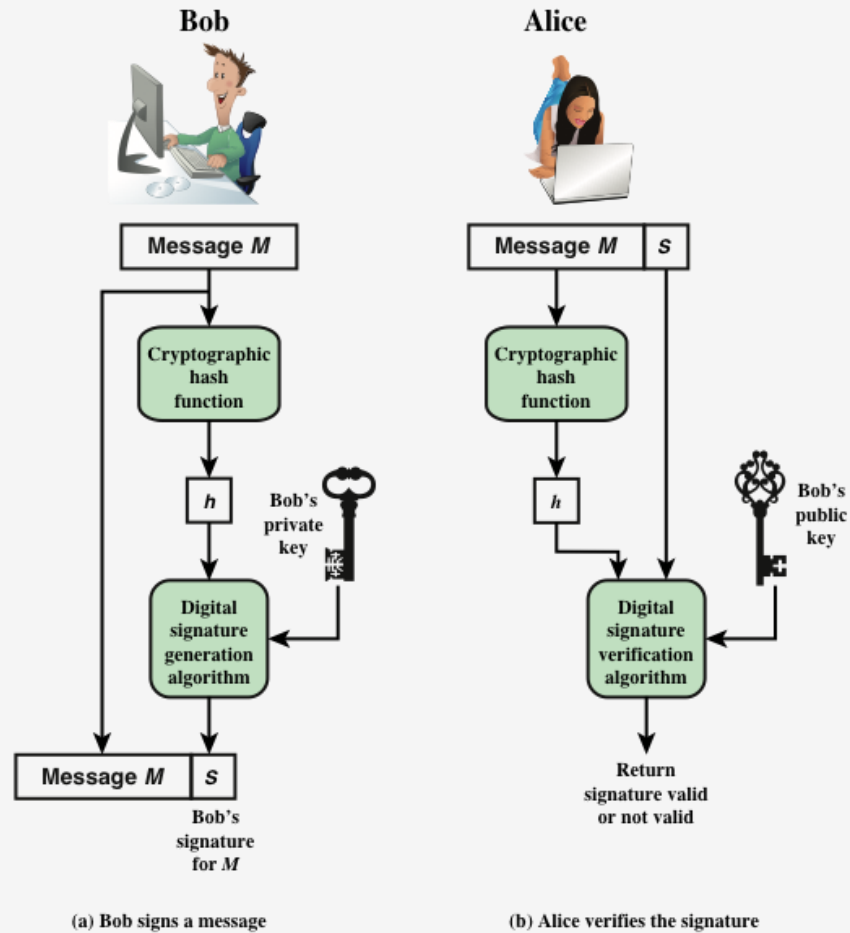 Bob
Message M
Cryptographic
hash
function
h
Bob's
private
key
Digital
signature
generation
algorithm
Message M S
Bob's
signature
for M
(a) Bob signs a message
Alice
Message M S
Cryptographic
hash
function
h
Bob's
public
key
Digital
signature
verification
algorithm
Return
signature valid
or not valid
(b) Alice verifies the signature